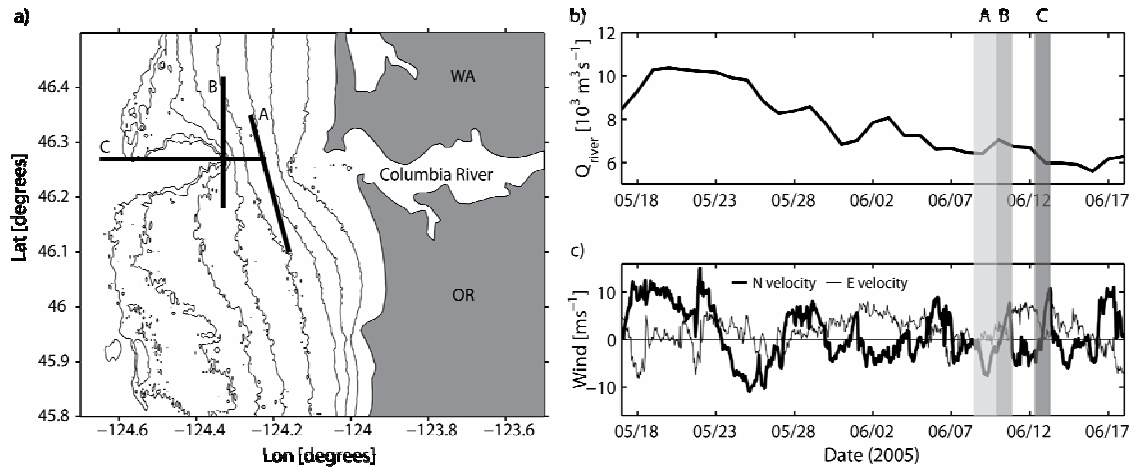 a)
WA
B
A
C
Columbia River
OR
46.4
46.3
46.2
46.1
46
45.9
45.8
Lat [degrees]
−124.6
−124.4
−124.2
−124
−123.8
−123.6
Lon [degrees]
b)
A B C
12
10
8
6
Q river [10³ m³ s⁻¹]
05/18
05/23
05/28
06/02
06/07
06/12
06/17
c)
N velocity
E velocity
10
0
−10
Wind [ms⁻¹]
05/18
05/23
05/28
06/02
06/07
06/12
06/17
Date (2005)